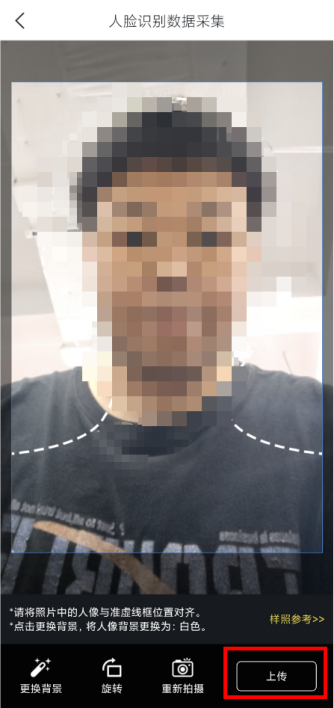 人脸识别数据采集
*请将照片中的人像与准虚线框位置对齐。
*点击更换背景，将人像背景更换为：白色。
样照参考>>
更换背景
旋转
重新拍摄
上传